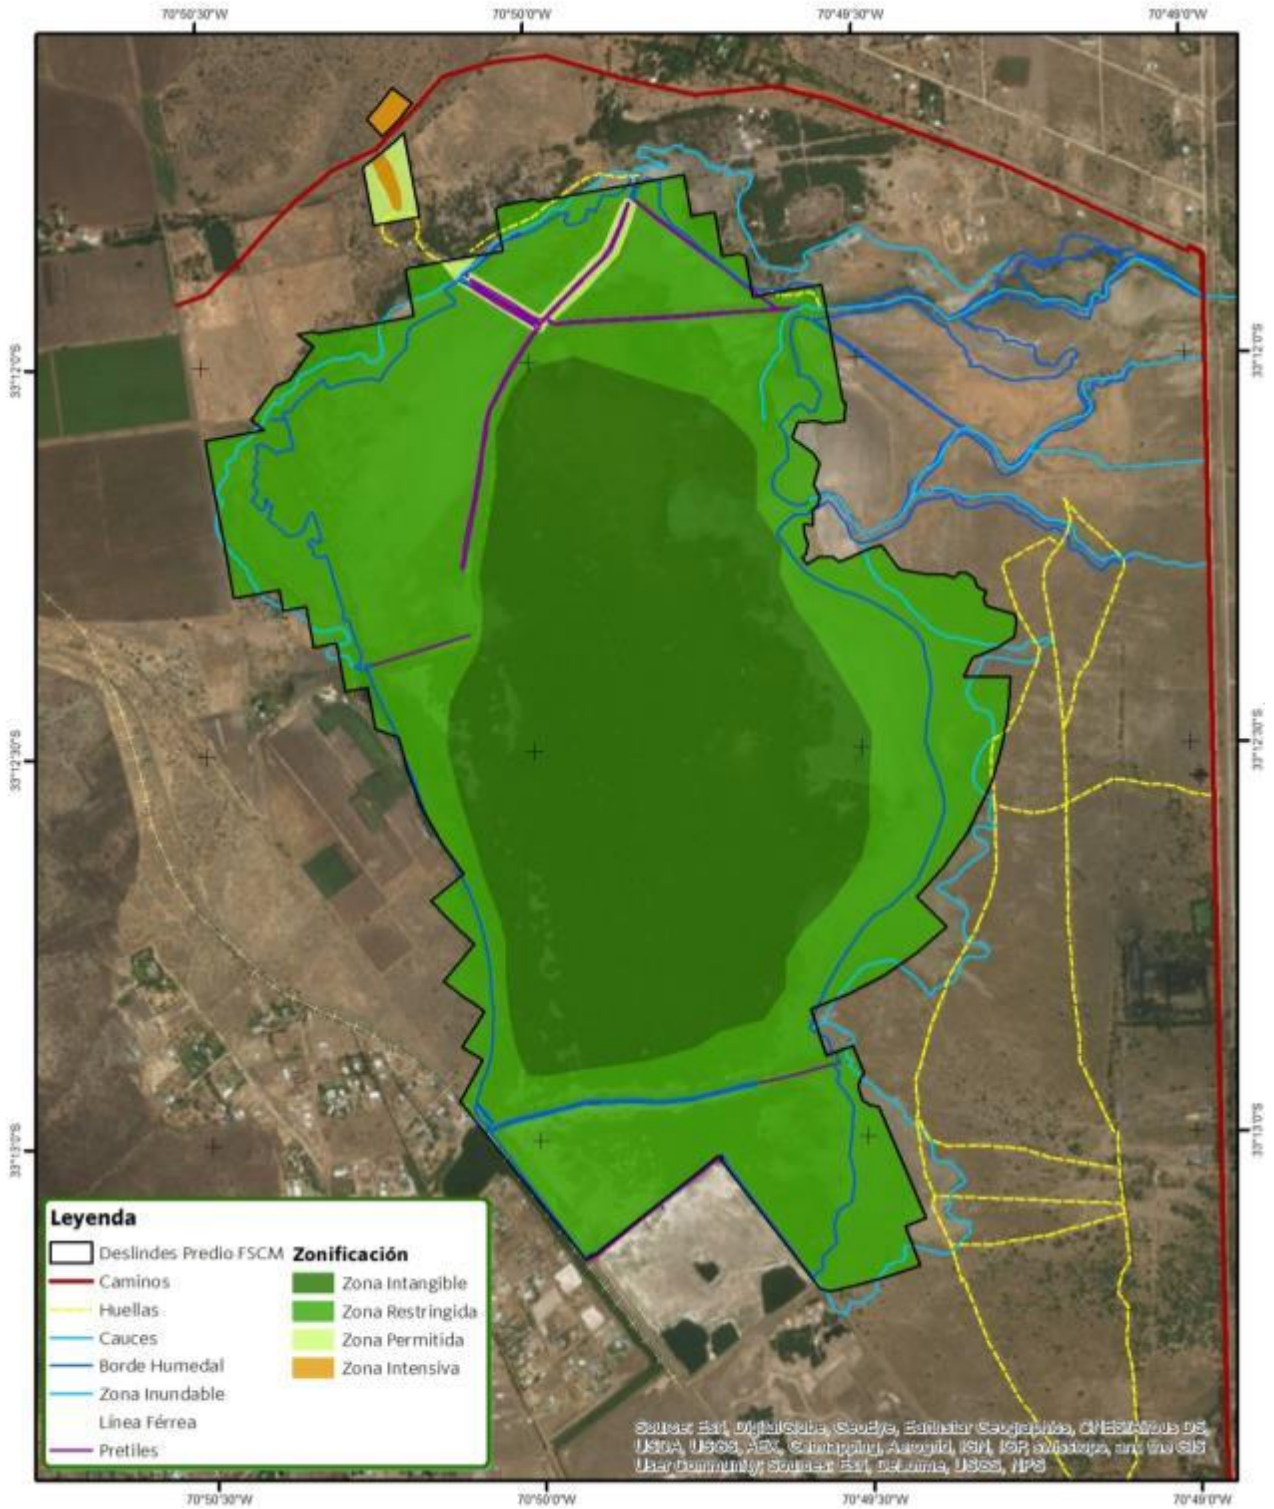 70°50'30"W 70°50'0"W 70°49'30"W 70°49'0"W
33°12'0"S 33°12'0"S
33°12'30"S 33°12'30"S
33°13'0"S 33°13'0"S
Leyenda
Deslindes Predio FSCM
Caminos
Huellas
Cauces
Borde Humedal
Zona Inundable
Línea Férrea
Pretiles
Zonificación
Zona Intangible
Zona Restringida
Zona Permitida
Zona Intensiva
Source: Esri, DigitalGlobe, GeoEye, Earthstar Geographics, CNES/Airbus DS,
USDA, USGS, AEX, Getmapping, Aerogrid, IGN, IGP, swisstopo, and the GIS
User Community; Sources: Esri, DeLorme, USGS, NPS
70°50'30"W 70°50'0"W 70°49'30"W 70°49'0"W